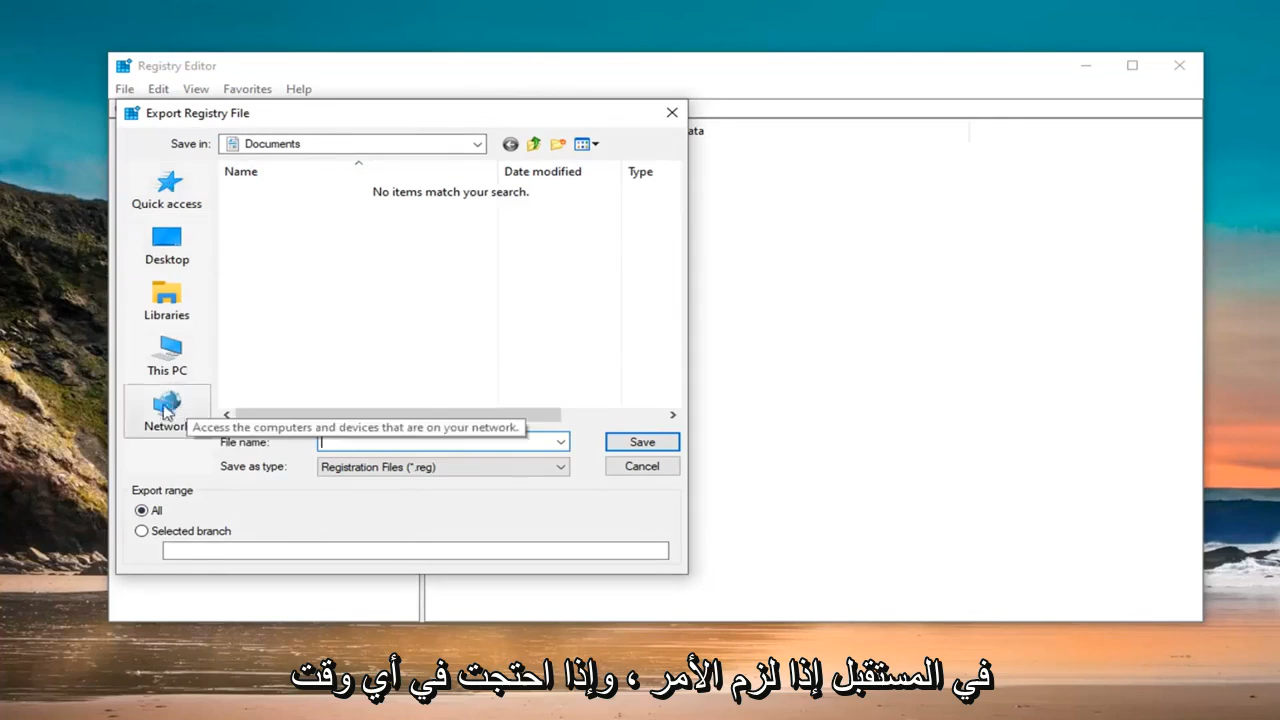 Registry Editor
File Edit View Favorites Help
Export Registry File
ata
Save in: Documents
Name Date modified Type
No items match your search.
Quick access
Desktop
Libraries
This PC
Network
Access the computers and devices that are on your network.
File name:
Save
Save as type: Registration Files (*.reg)
Cancel
Export range
All
Selected branch
في المستقبل إذا لزم الأمر ، وإذا احتجت في أي وقت